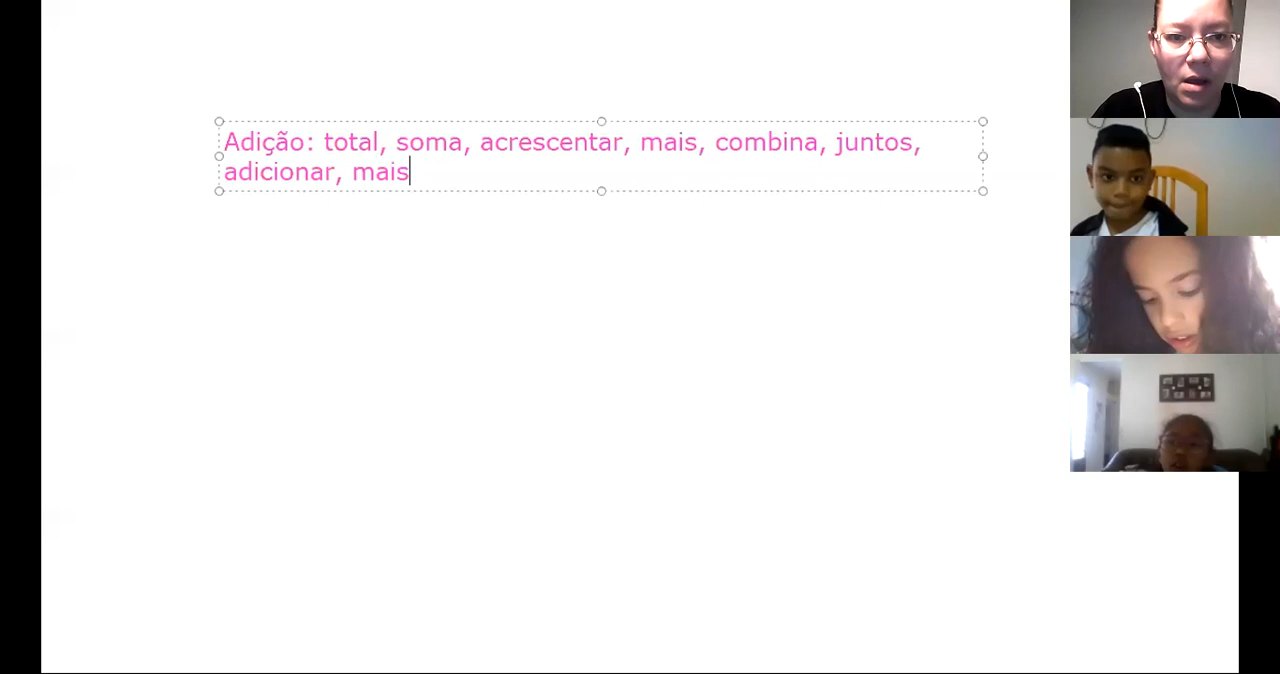 Adição: total, soma, acrescentar, mais, combina, juntos,
adicionar, mais